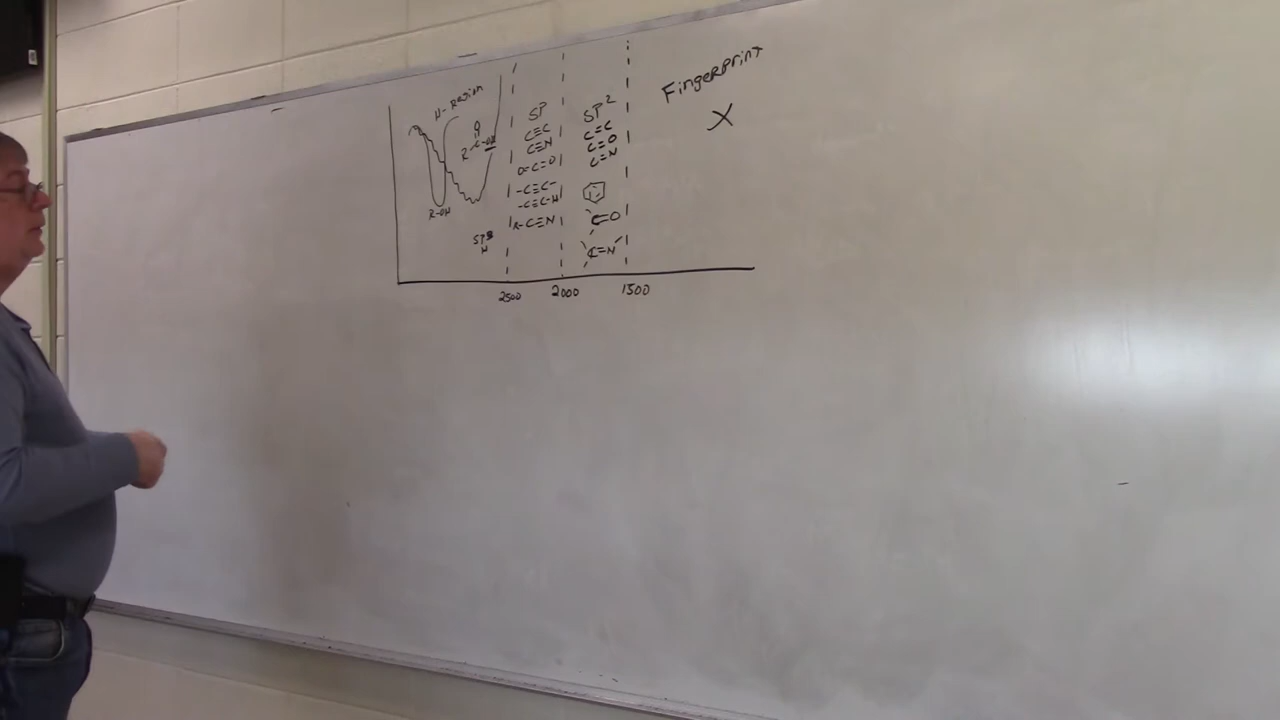 H-Region
O
R-C-OH
R-OH
SP3
H
SP
C≡C
C≡N
O=C=O
-C≡C-
-C≡C-H
R-C≡N
SP2
C=C
C=O
C=N
C=O
C=N
Fingerprint
X
2500 2000 1500